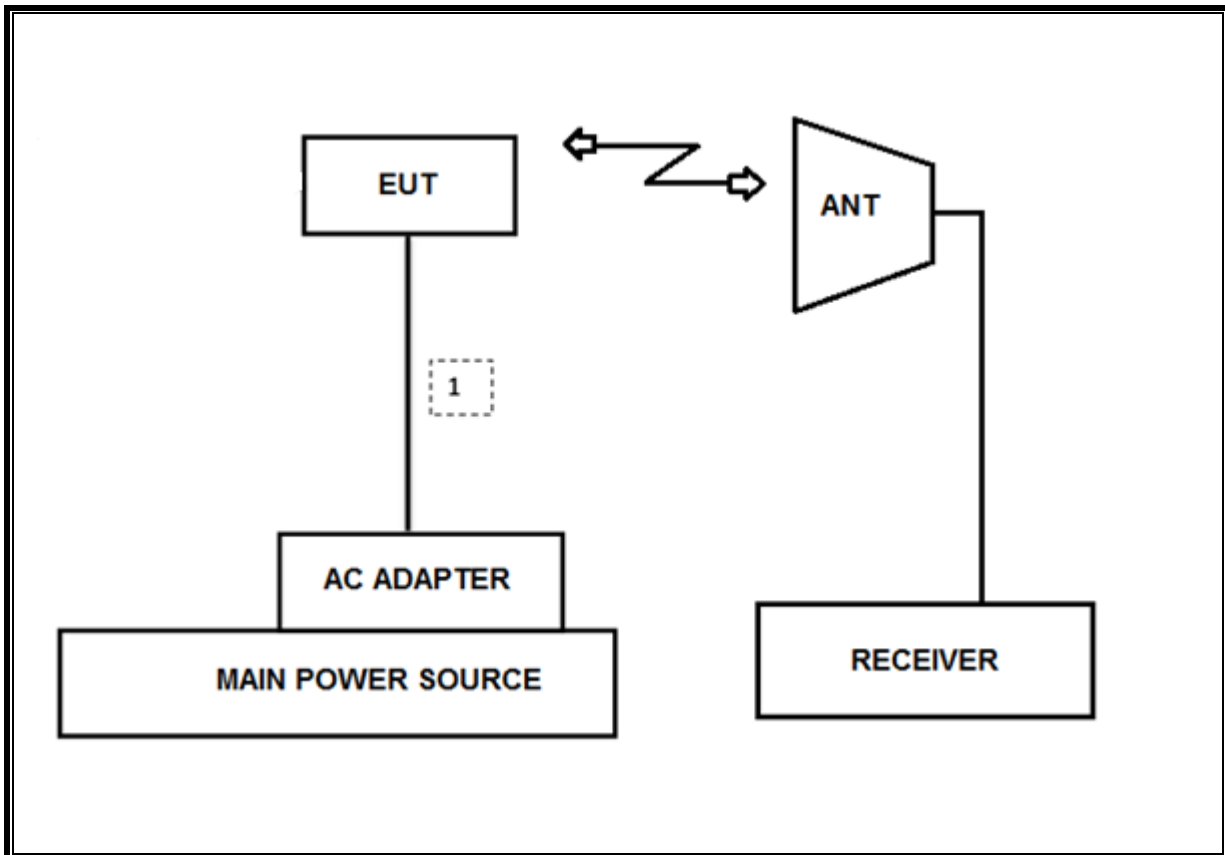 EUT
ANT
1
AC ADAPTER
MAIN POWER SOURCE
RECEIVER